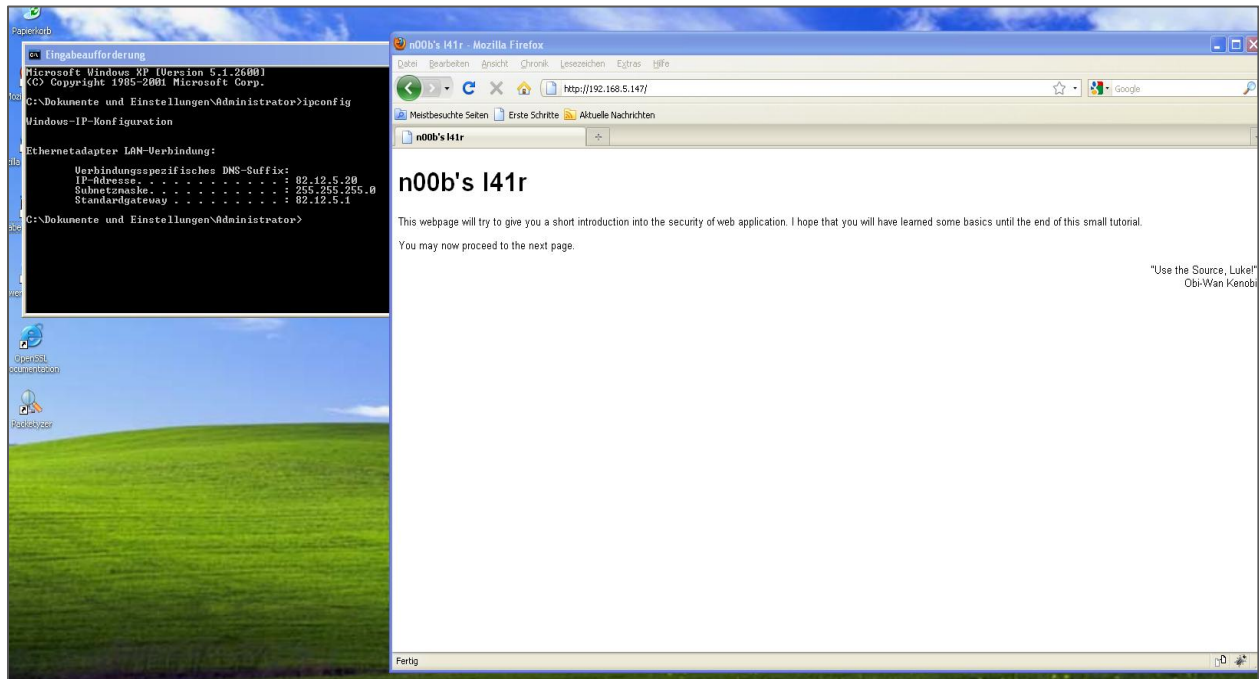 Papierkorb
Eingabeaufforderung
Microsoft Windows XP [Version 5.1.2600]
(C) Copyright 1985-2001 Microsoft Corp.
C:\Dokumente und Einstellungen\Administrator>ipconfig
Windows-IP-Konfiguration
Ethernetadapter LAN-Verbindung:
Verbindungsspezifisches DNS-Suffix:
IP-Adresse. . . . . . . . . . . . : 82.12.5.20
Subnetzmaske. . . . . . . . . . . : 255.255.255.0
Standardgateway . . . . . . . . . : 82.12.5.1
C:\Dokumente und Einstellungen\Administrator>
OpenSSL
Packetyzer
n00b's l41r - Mozilla Firefox
Datei Bearbeiten Ansicht Chronik Lesezeichen Extras Hilfe
http://192.168.5.147/
Google
Meistbesuchte Seiten Erste Schritte Aktuelle Nachrichten
n00b's l41r
n00b's l41r
This webpage will try to give you a short introduction into the security of web application. I hope that you will have learned some basics until the end of this small tutorial.
You may now proceed to the next page.
"Use the Source, Luke!"
Obi-Wan Kenobi
Fertig